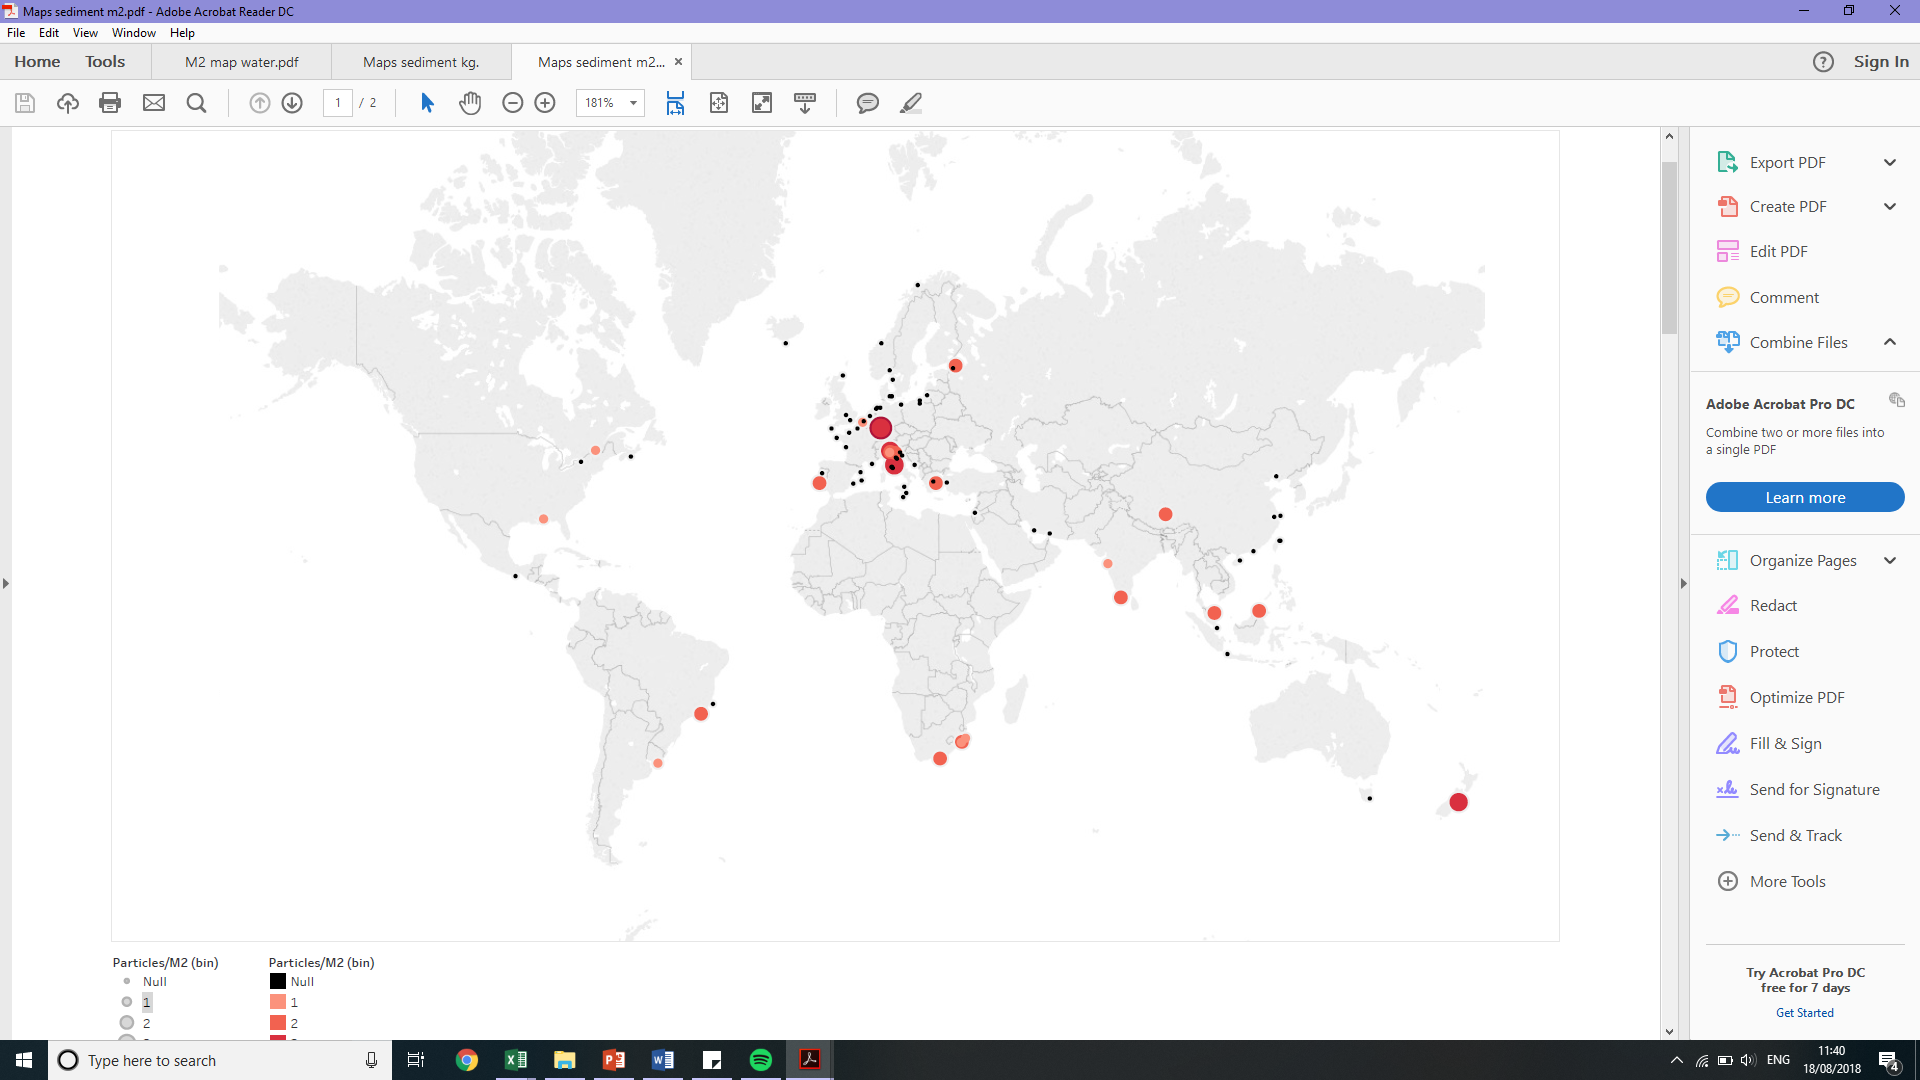 Maps sediment m2.pdf - Adobe Acrobat Reader DC
File Edit View Window Help
Home Tools M2 map water.pdf Maps sediment kg. Maps sediment m2... × Sign In
1 / 2 181%
Export PDF
Create PDF
Edit PDF
Comment
Combine Files
Adobe Acrobat Pro DC
Combine two or more files into
a single PDF
Learn more
Organize Pages
Redact
Protect
Optimize PDF
Fill & Sign
Send for Signature
Send & Track
More Tools
Try Acrobat Pro DC
free for 7 days
Get Started
Particles/M2 (bin)
Null
1
2
Particles/M2 (bin)
Null
1
2
Type here to search
ENG
11:40
18/08/2018
4